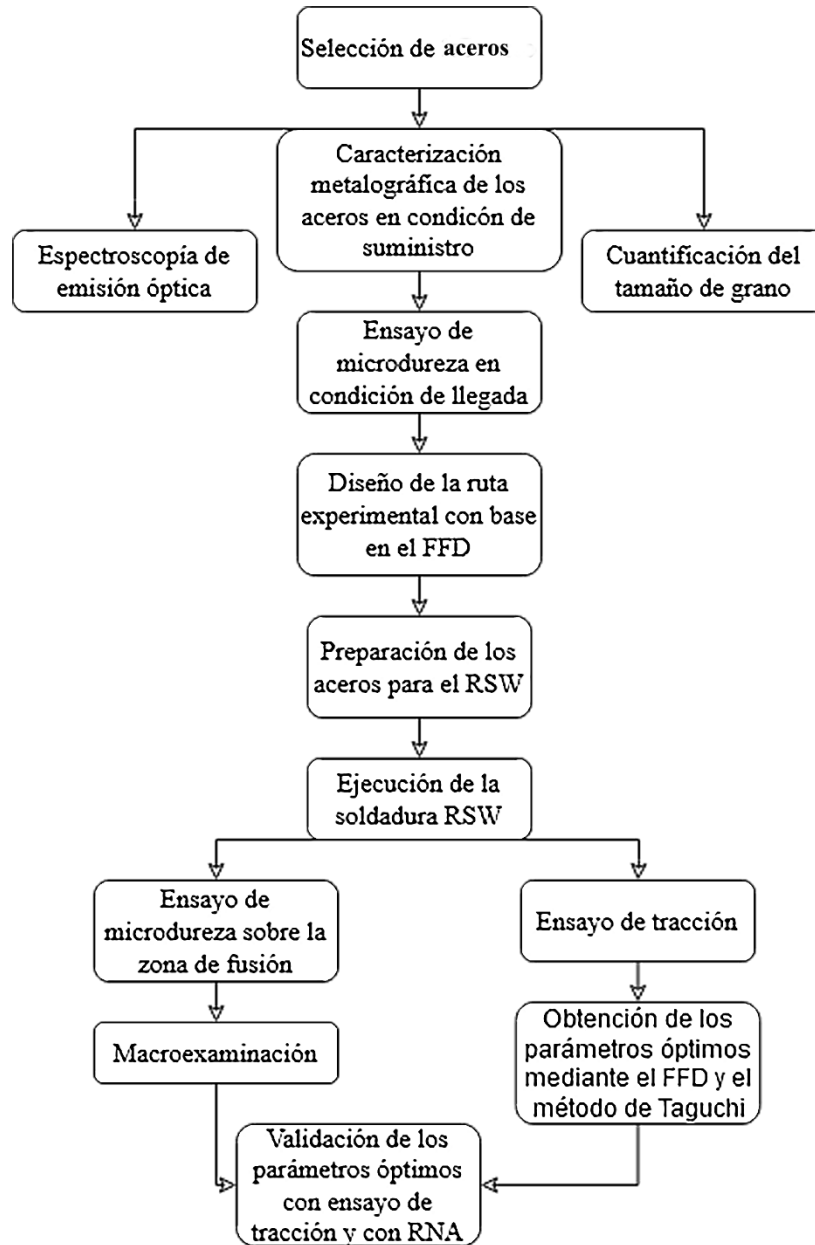 Selección de aceros
Caracterización
metalográfica de los
aceros en condicón de
suministro
Espectroscopía de
emisión óptica
Cuantificación del
tamaño de grano
Ensayo de
microdureza en
condición de llegada
Diseño de la ruta
experimental con base
en el FFD
Preparación de los
aceros para el RSW
Ejecución de la
soldadura RSW
Ensayo de
microdureza sobre la
zona de fusión
Ensayo de tracción
Macroexaminación
Obtención de los
parámetros óptimos
mediante el FFD y el
método de Taguchi
Validación de los
parámetros óptimos
con ensayo de
tracción y con RNA